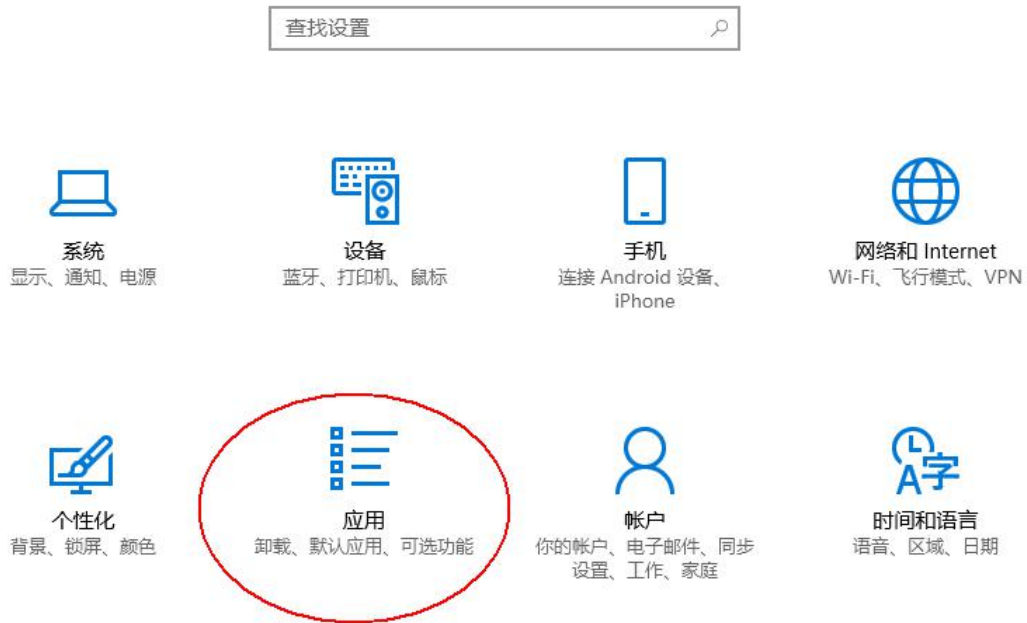 查找设置
系统
显示、通知、电源
设备
蓝牙、打印机、鼠标
手机
连接 Android 设备、
iPhone
网络和 Internet
Wi-Fi、飞行模式、VPN
个性化
背景、锁屏、颜色
应用
卸载、默认应用、可选功能
帐户
你的帐户、电子邮件、同步
设置、工作、家庭
时间和语言
语音、区域、日期